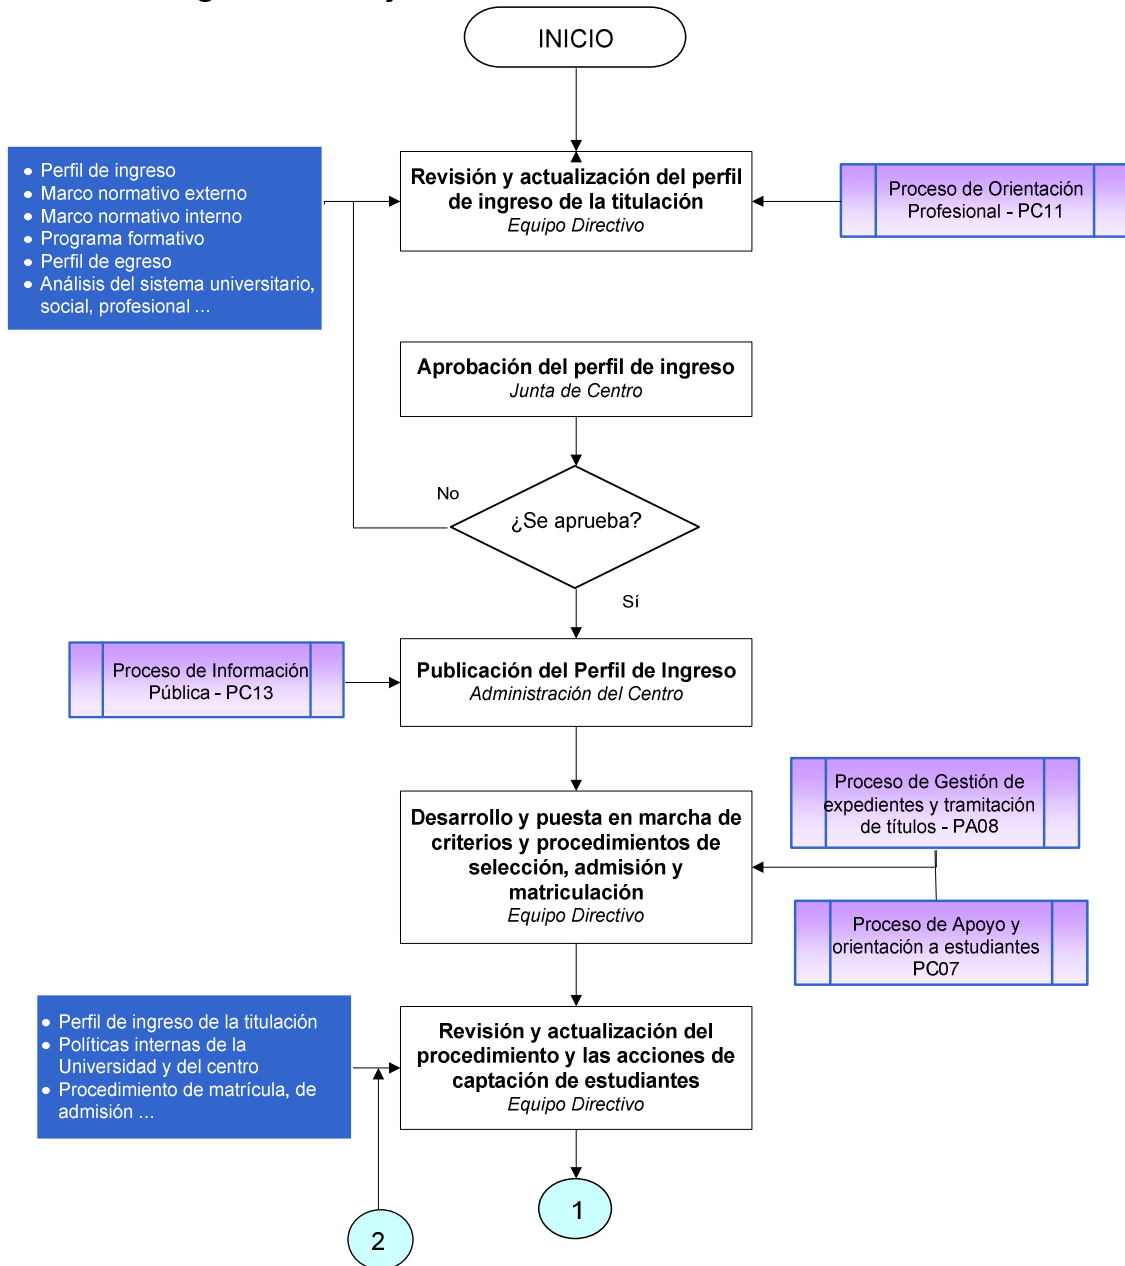 INICIO
• Perfil de ingreso
• Marco normativo externo
• Marco normativo interno
• Programa formativo
• Perfil de egreso
• Análisis del sistema universitario,
social, profesional ...
Revisión y actualización del perfil
de ingreso de la titulación
Equipo Directivo
Proceso de Orientación
Profesional - PC11
Aprobación del perfil de ingreso
Junta de Centro
No
¿Se aprueba?
Sí
Proceso de Información
Pública - PC13
Publicación del Perfil de Ingreso
Administración del Centro
Desarrollo y puesta en marcha de
criterios y procedimientos de
selección, admisión y
matriculación
Equipo Directivo
Proceso de Gestión de
expedientes y tramitación
de títulos - PA08
Proceso de Apoyo y
orientación a estudiantes
PC07
• Perfil de ingreso de la titulación
• Políticas internas de la
Universidad y del centro
• Procedimiento de matrícula, de
admisión ...
Revisión y actualización del
procedimiento y las acciones de
captación de estudiantes
Equipo Directivo
1
2